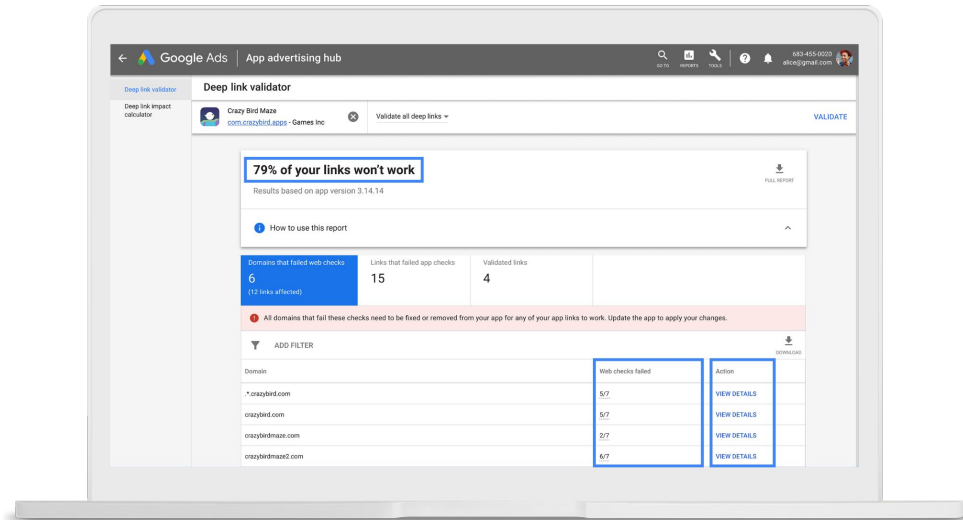 Google Ads App advertising hub
GO TO
REPORTS
TOOLS
683-455-0020
alice@gmail.com
Deep link validator
Deep link impact
calculator
Deep link validator
Crazy Bird Maze
com.crazybird.apps - Games Inc
Validate all deep links
VALIDATE
79% of your links won't work
Results based on app version 3.14.14
FULL REPORT
How to use this report
Domains that failed web checks
6
(12 links affected)
Links that failed app checks
15
Validated links
4
All domains that fail these checks need to be fixed or removed from your app for any of your app links to work. Update the app to apply your changes.
ADD FILTER
DOWNLOAD
Domain Web checks failed Action
.*.crazybird.com 5/7 VIEW DETAILS
crazybird.com 5/7 VIEW DETAILS
crazybirdmaze.com 2/7 VIEW DETAILS
crazybirdmaze2.com 6/7 VIEW DETAILS